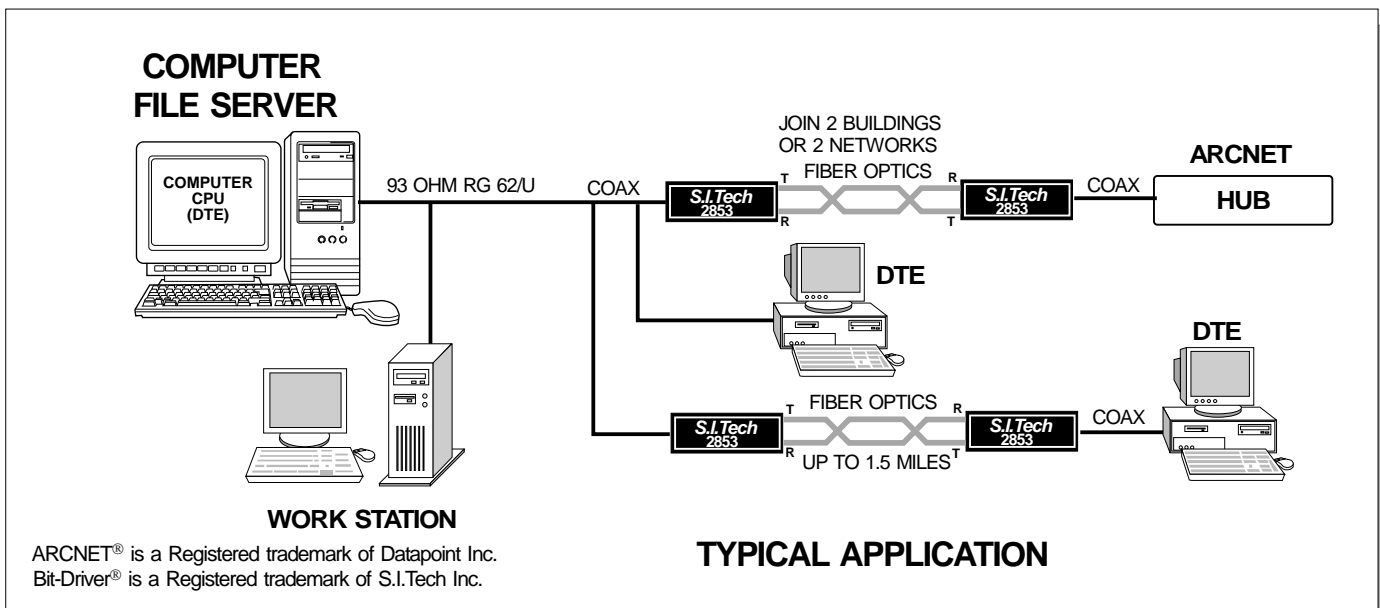 COMPUTER
FILE SERVER
COMPUTER
CPU
(DTE)
93 OHM RG 62/U
COAX
JOIN 2 BUILDINGS
OR 2 NETWORKS
FIBER OPTICS
T
R
R
T
S.I.Tech
2853
S.I.Tech
2853
COAX
ARCNET
HUB
DTE
DTE
S.I.Tech
2853
T
R
FIBER OPTICS
UP TO 1.5 MILES
R
T
S.I.Tech
2853
COAX
WORK STATION
ARCNET® is a Registered trademark of Datapoint Inc.
Bit-Driver® is a Registered trademark of S.I.Tech Inc.
TYPICAL APPLICATION